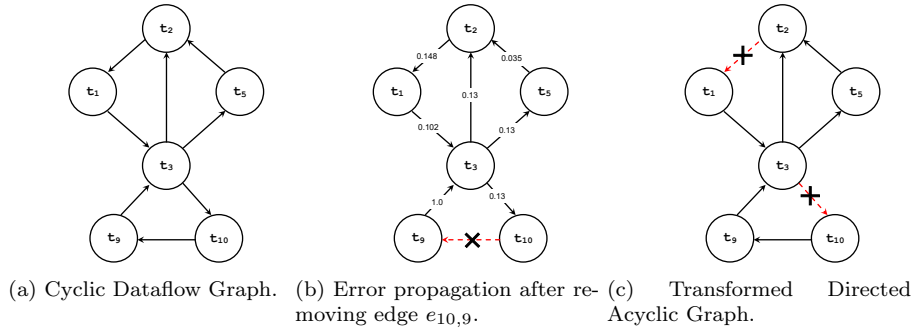 t₂
t₁
t₅
t₃
t₉
t₁₀
(a) Cyclic Dataflow Graph.
t₂
0.148
0.035
t₁
0.13
t₅
0.102
0.13
t₃
1.0
0.13
t₉
t₁₀
(b) Error propagation after re-
moving edge e₁₀,₉.
t₂
t₁
t₅
t₃
t₉
t₁₀
(c) Transformed Directed
Acyclic Graph.